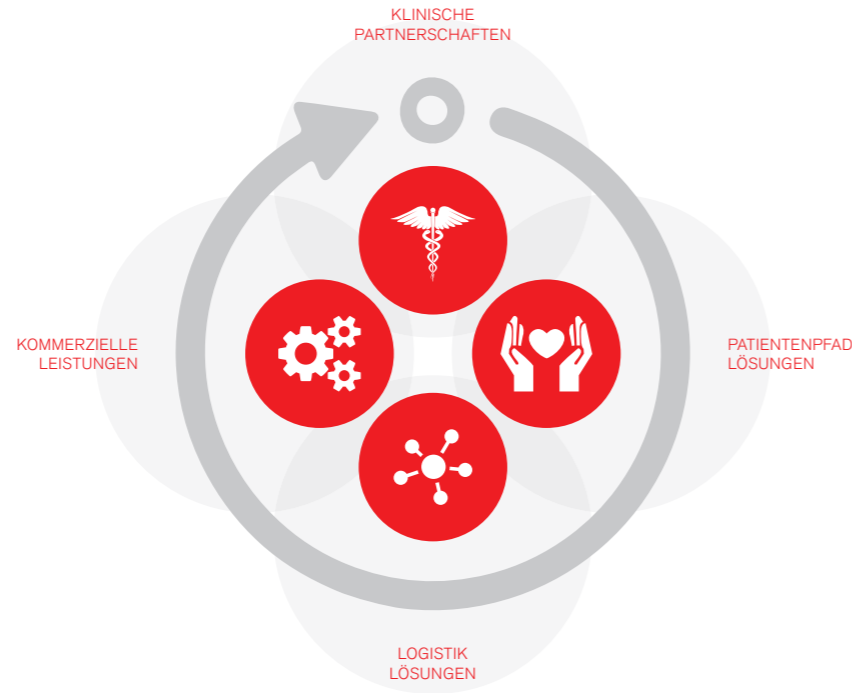 KLINISCHE
PARTNERSCHAFTEN
KOMMERZIELLE
LEISTUNGEN
PATIENTENPFAD
LÖSUNGEN
LOGISTIK
LÖSUNGEN